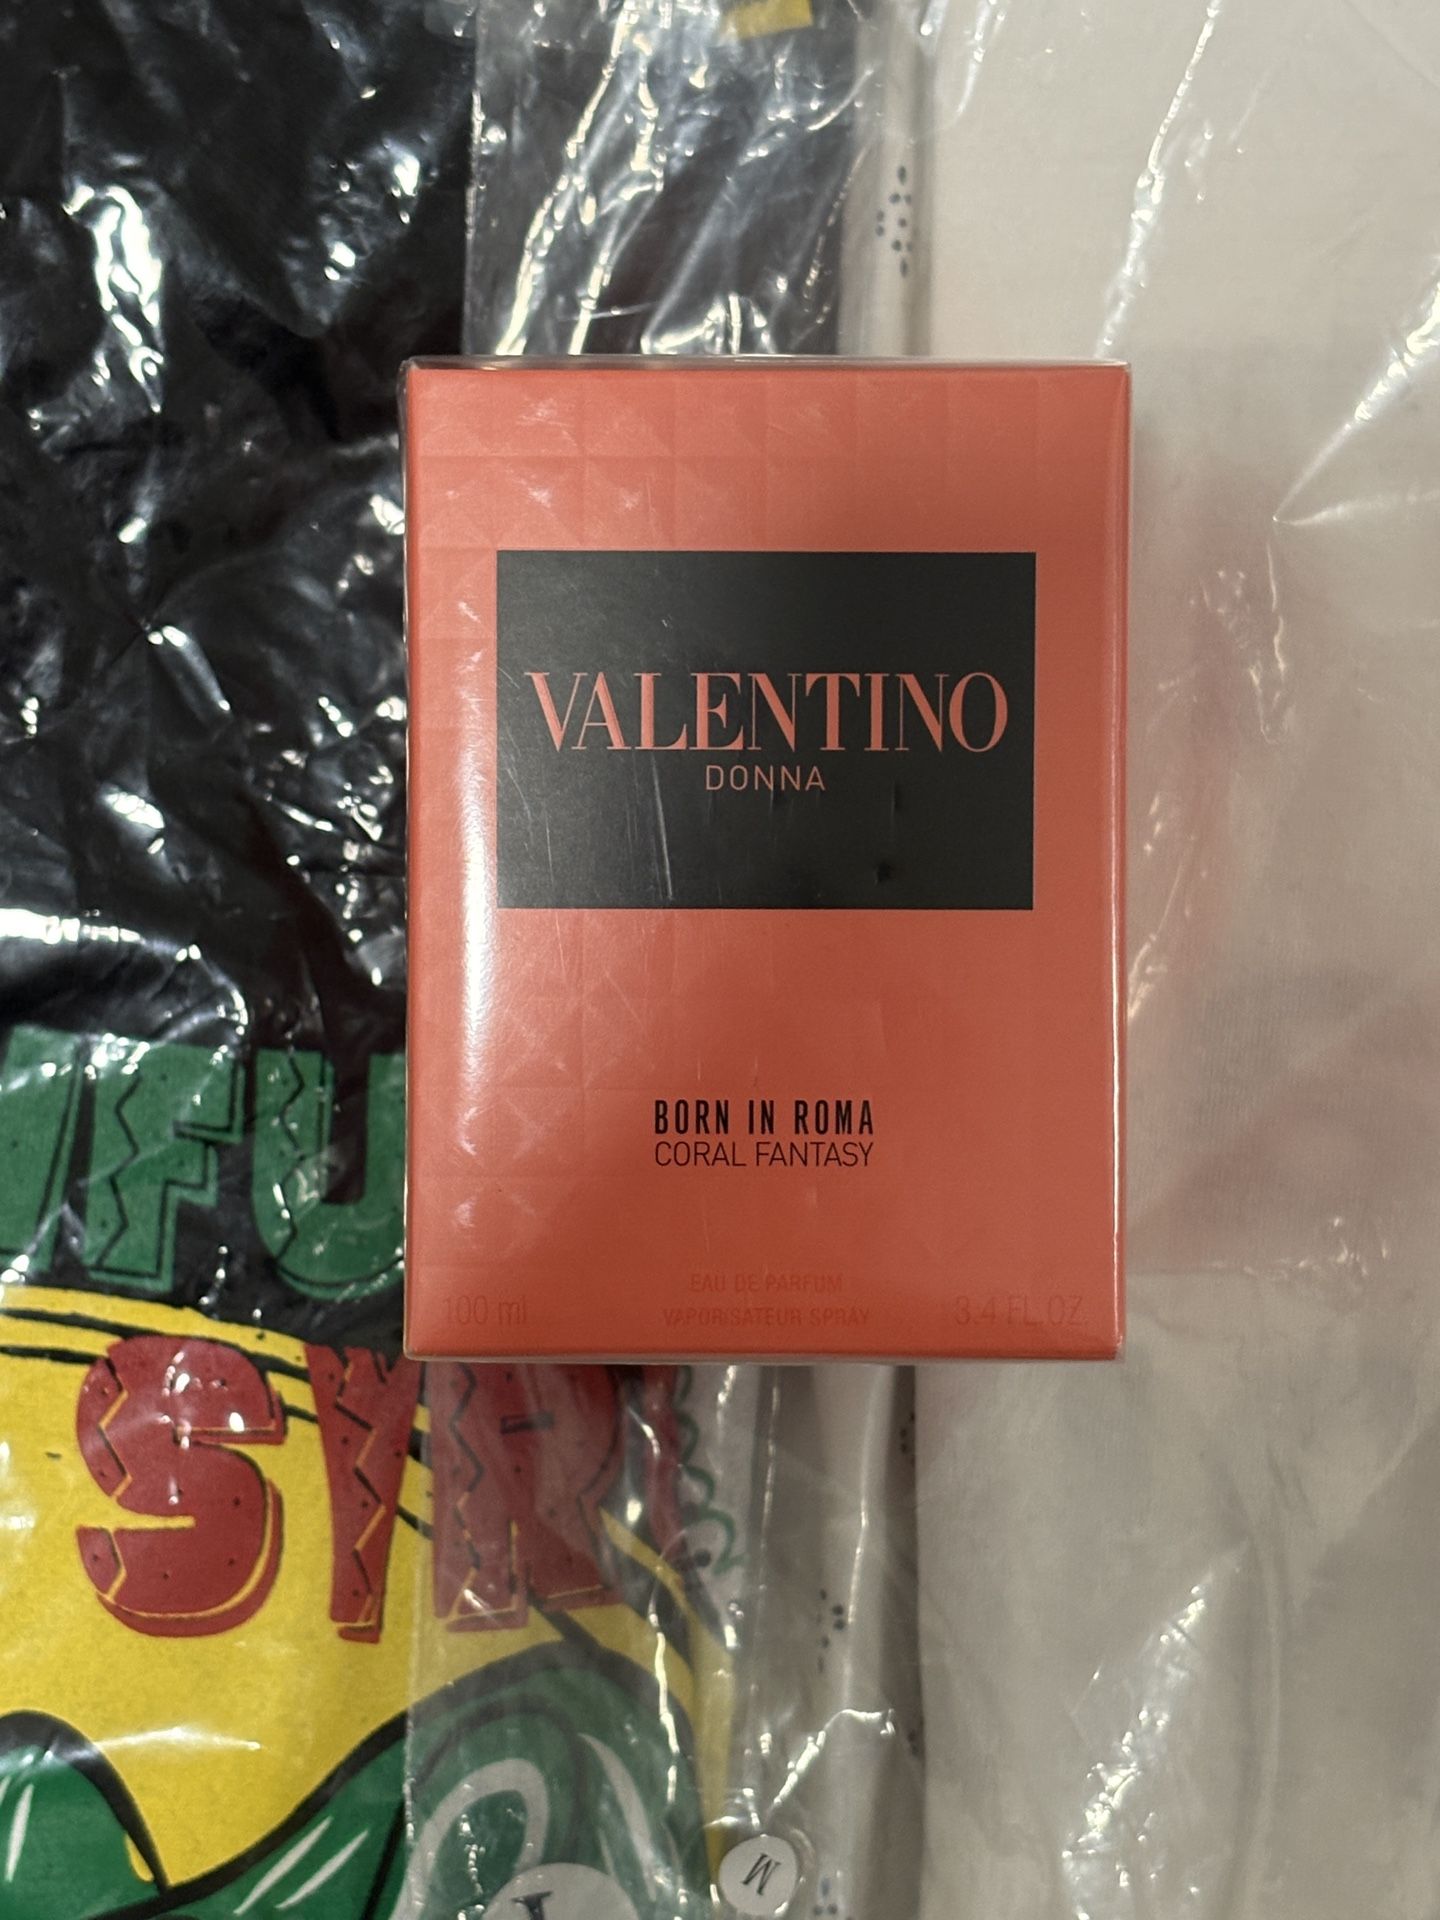 VALENTINO
DONNA
BORN IN ROMA
CORAL FANTASY
EAU DE PARFUM
VAPORISATEUR SPRAY
100 ml
3.4 FL.OZ.
M